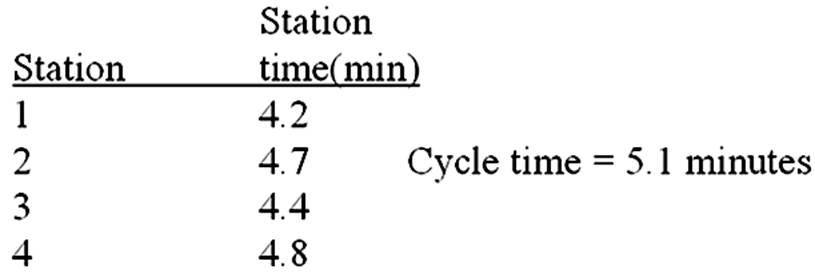 Station
Station time(min)
1 4.2
2 4.7 Cycle time = 5.1 minutes
3 4.4
4 4.8